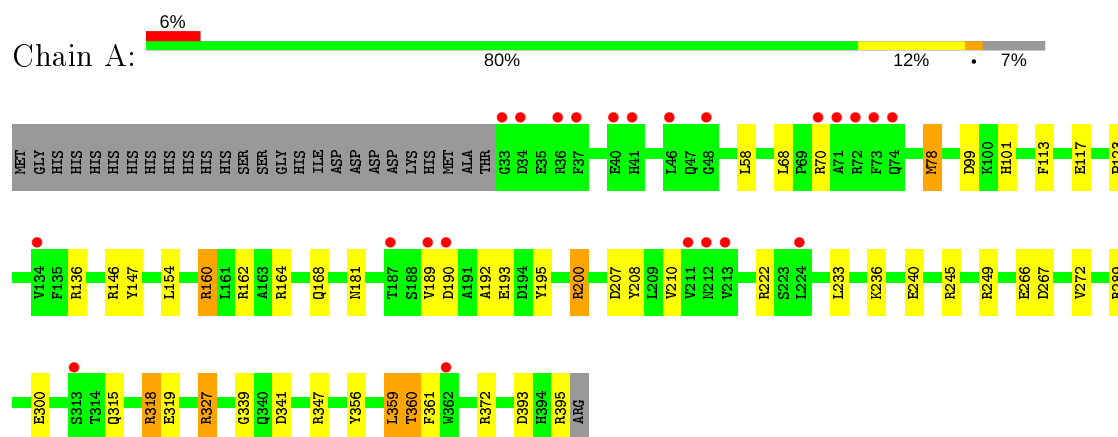 6%
Chain A:
80% 12% • 7%
MET GLY HIS HIS HIS HIS HIS HIS HIS HIS HIS HIS SER SER GLY HIS ILE ASP ASP ASP ASP LYS HIS MET ALA THR G33 D34 E35 R36 F37 E40 H41 L46 Q47 G48 L58 L68 P69 R70 A71 R72 F73 Q74 M78 D99 K100 H101 F113 E117
V134 F135 R136 R146 Y147 L154 R160 L161 R162 A163 R164 Q168 N181 T187 S188 V189 D190 A191 A192 E193 D194 Y195 R200 D207 Y208 L209 V210 V211 N212 V213 R222 S223 L224 L233 K236 E240 R245 R249 E266 D267 V272
E300 S313 T314 Q315 R318 E319 R327 G339 Q340 D341 R347 Y356 L359 T360 F361 W362 R372 D393 H394 R395 ARG